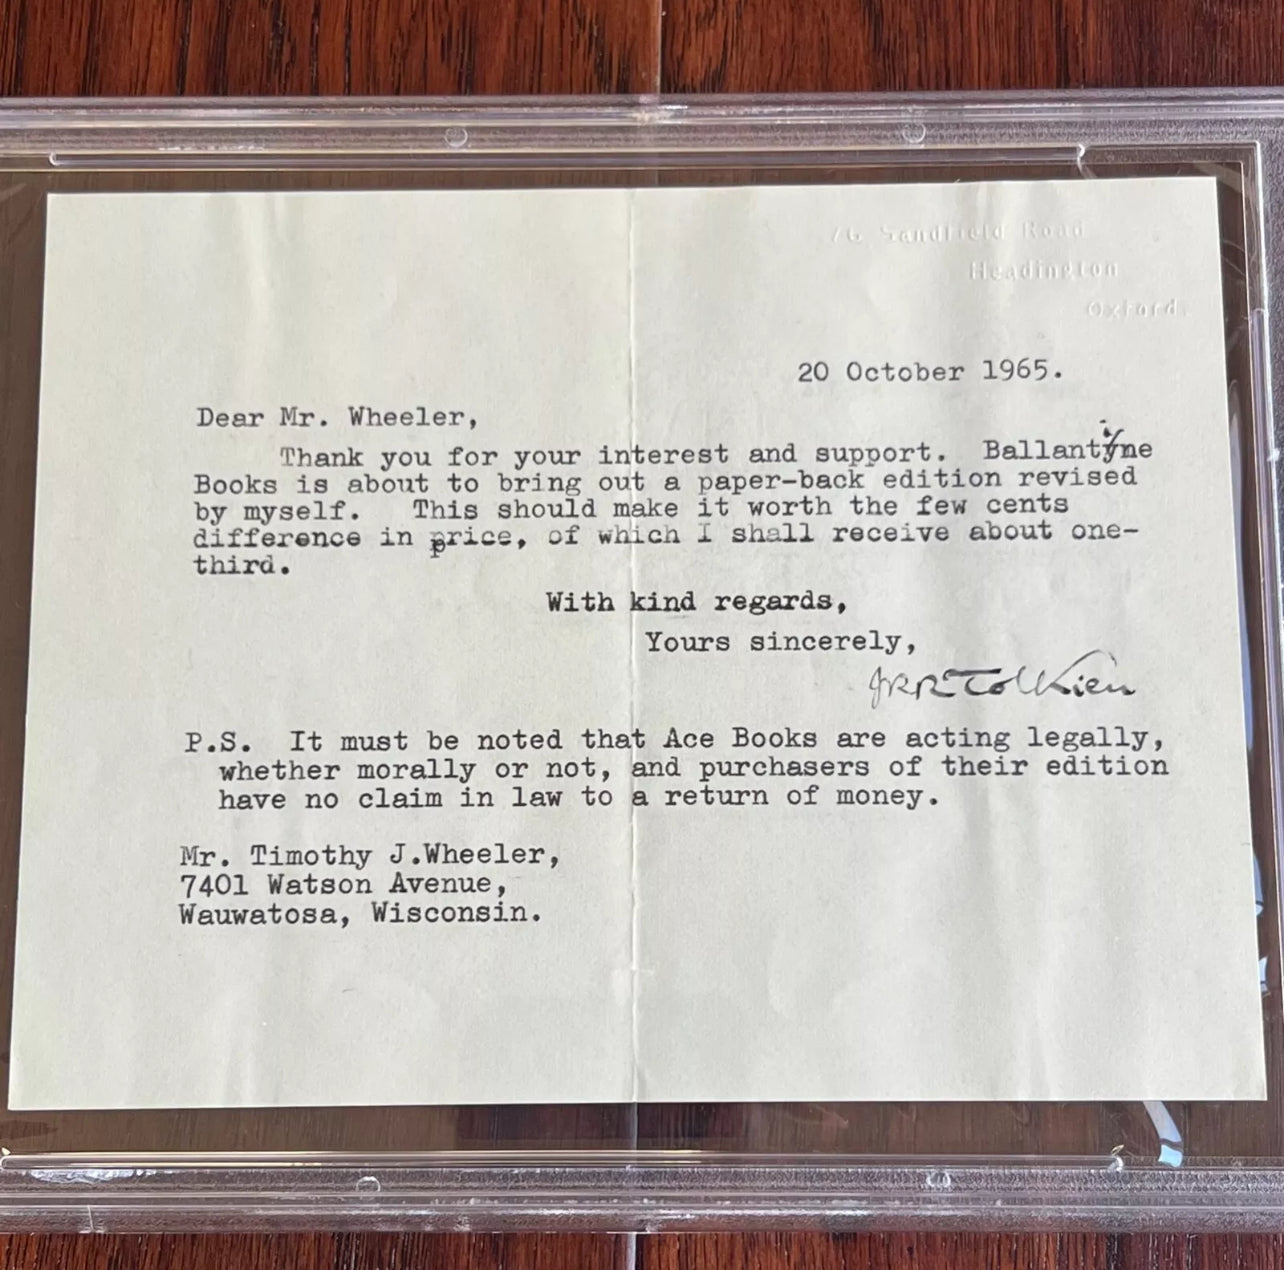 76 Sandfield Road
Headington
Oxford.
20 October 1965.
Dear Mr. Wheeler,
Thank you for your interest and support. Ballantyne
Books is about to bring out a paper-back edition revised
by myself. This should make it worth the few cents
difference in price, of which I shall receive about one-
third.
With kind regards,
Yours sincerely,
JRRTolkien
P.S. It must be noted that Ace Books are acting legally,
whether morally or not, and purchasers of their edition
have no claim in law to a return of money.
Mr. Timothy J.Wheeler,
7401 Watson Avenue,
Wauwatosa, Wisconsin.